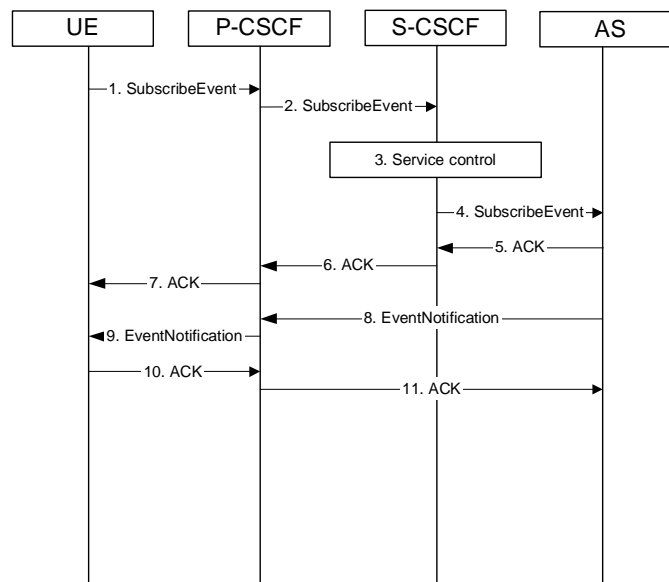 UE
P-CSCF
S-CSCF
AS
1. SubscribeEvent
2. SubscribeEvent
3. Service control
4. SubscribeEvent
5. ACK
6. ACK
7. ACK
8. EventNotification
9. EventNotification
10. ACK
11. ACK